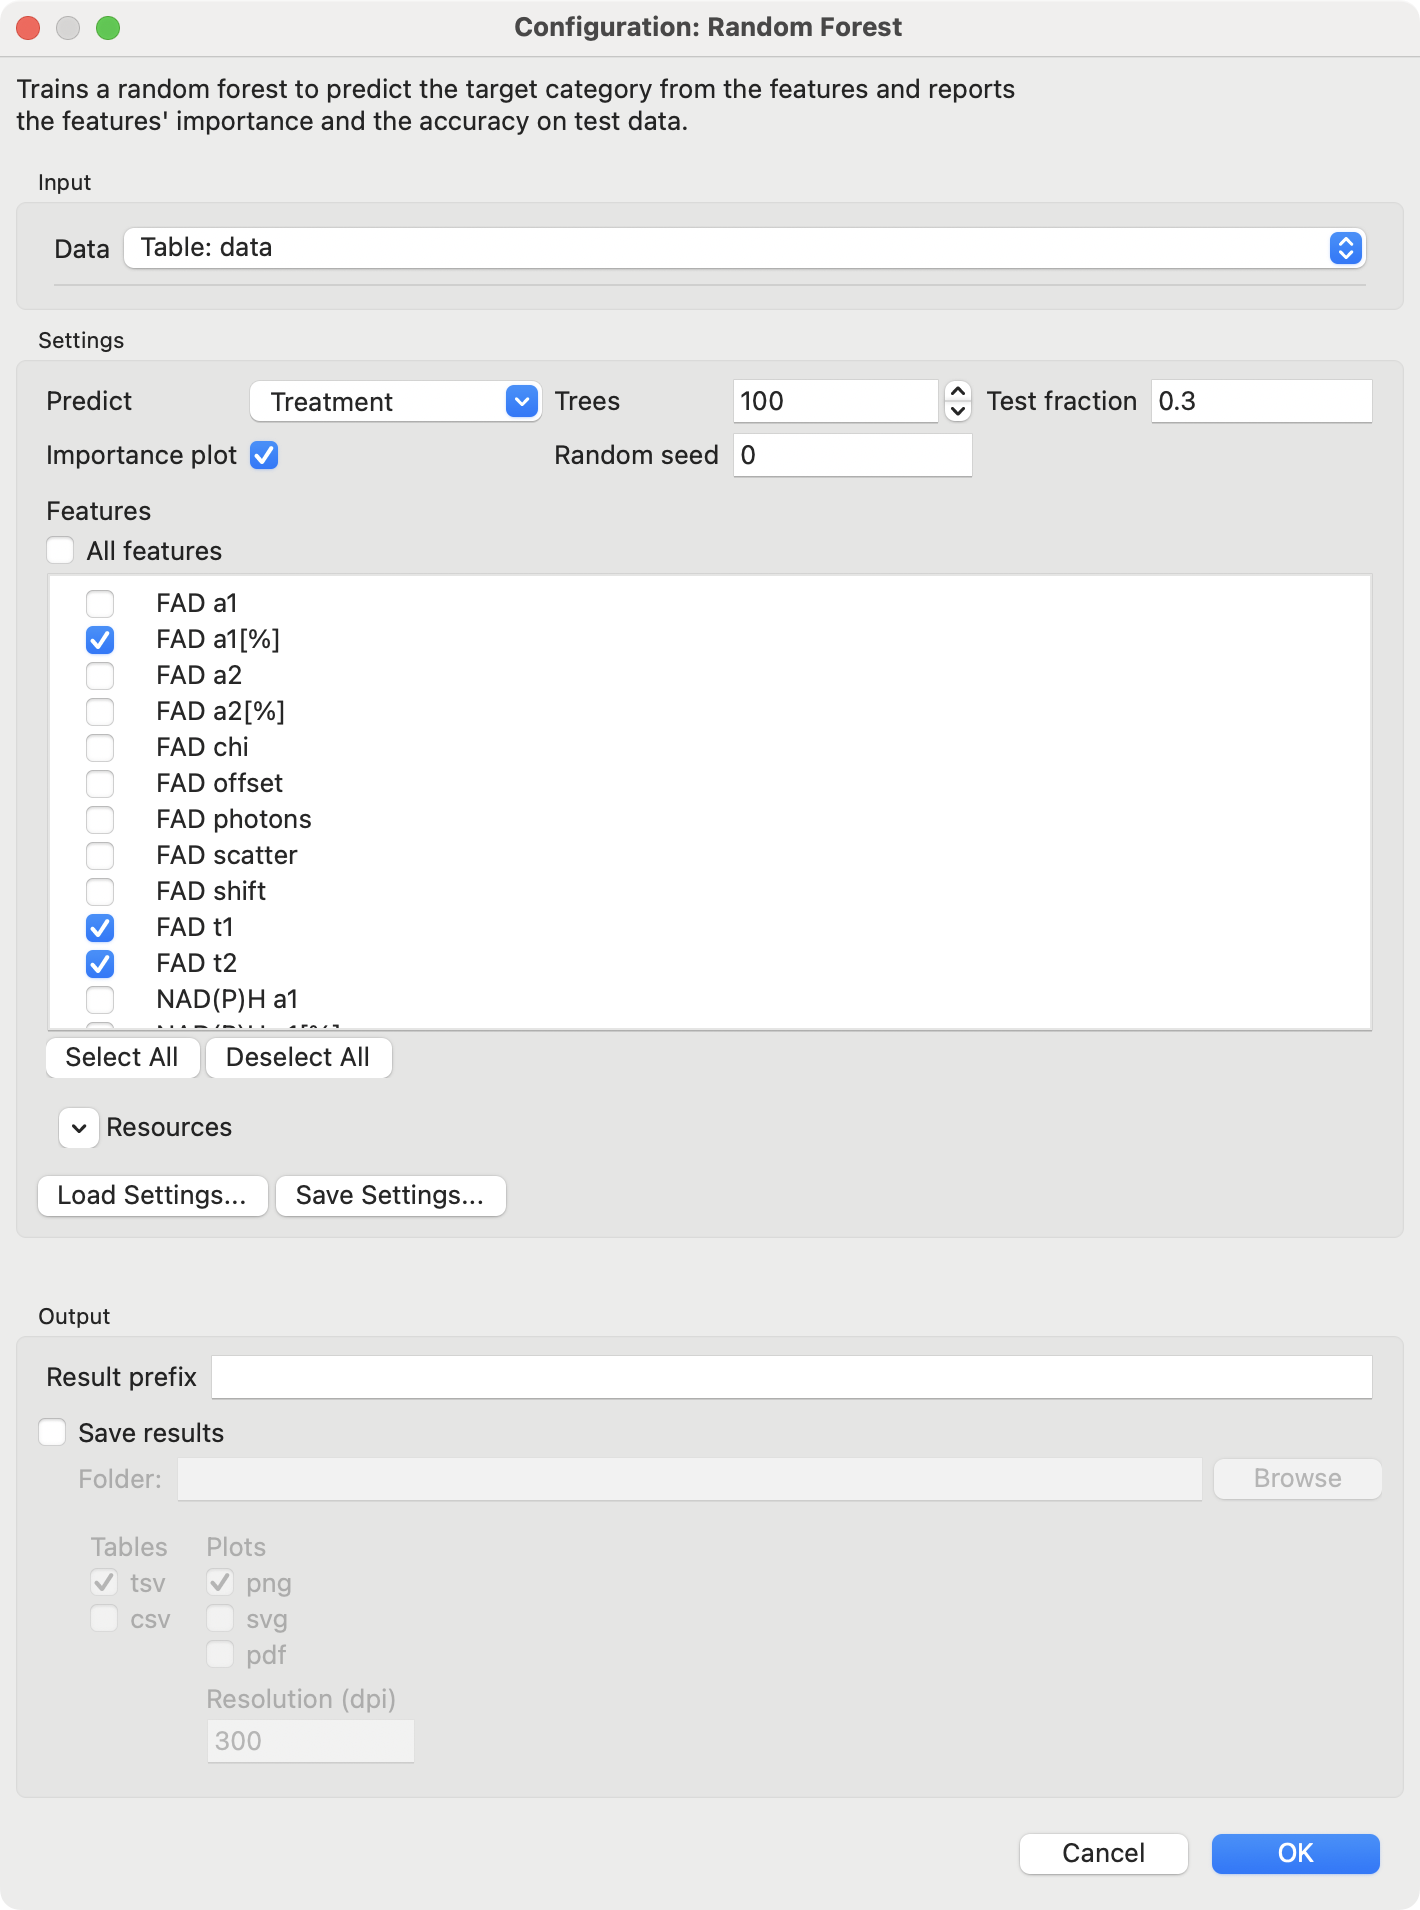 Configuration: Random Forest
Trains a random forest to predict the target category from the features and reports
the features' importance and the accuracy on test data.
Input
Data Table: data
Settings
Predict Treatment Trees 100 Test fraction 0.3
Importance plot Random seed 0
Features
All features
FAD a1
FAD a1[%]
FAD a2
FAD a2[%]
FAD chi
FAD offset
FAD photons
FAD scatter
FAD shift
FAD t1
FAD t2
NAD(P)H a1
Select All Deselect All
Resources
Load Settings... Save Settings...
Output
Result prefix
Save results
Folder: Browse
Tables Plots
tsv png
csv svg
pdf
Resolution (dpi)
300
Cancel OK